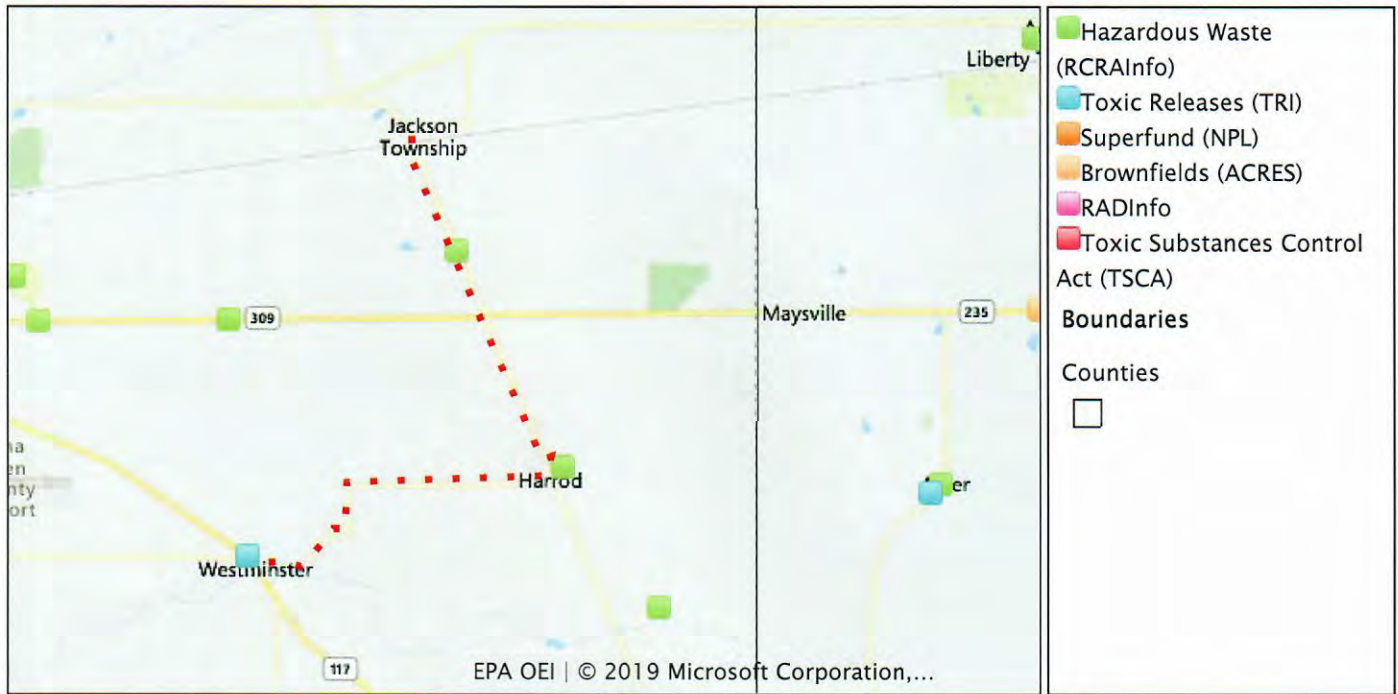 Liberty
Jackson
Township
309
Maysville
235
Harrod
Westminster
117
EPA OEI | © 2019 Microsoft Corporation,...
Hazardous Waste
(RCRAInfo)
Toxic Releases (TRI)
Superfund (NPL)
Brownfields (ACRES)
RADInfo
Toxic Substances Control
Act (TSCA)
Boundaries
Counties